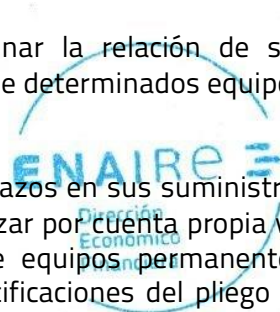 nar la relación de s
e determinados equipo
ENAIRe
azos en sus suministr
Dirección
zar por cuenta propia v
Económico
e equipos permanente
Financiera
cificaciones del pliego